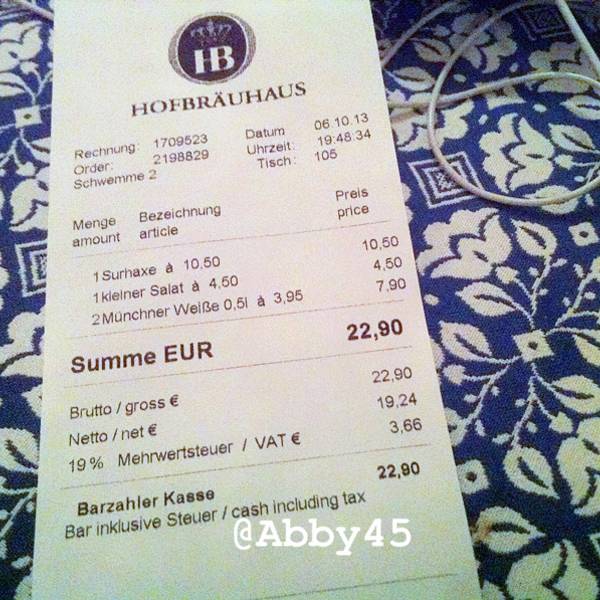 HB
HOFBRÄUHAUS
Rechnung: 1709523 Datum 06.10.13
Order: 2198829 Uhrzeit: 19:48:34
Schwemme 2 Tisch: 105
Menge Bezeichnung Preis
amount article price
1 Surhaxe à 10,50 10,50
1 kleiner Salat à 4,50 4,50
2 Münchner Weiße 0,5l à 3,95 7,90
Summe EUR 22,90
Brutto / gross € 22,90
Netto / net € 19,24
19 % Mehrwertsteuer / VAT € 3,66
Barzahler Kasse 22,90
Bar inklusive Steuer / cash including tax
@Abby45